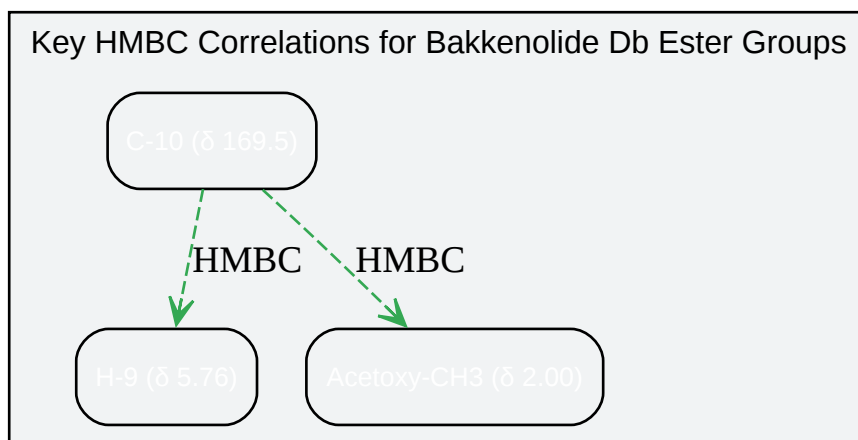 Key HMBC Correlations for Bakkenolide Db Ester Groups
C-10 (δ 169.5)
HMBC
HMBC
H-9 (δ 5.76)
Acetoxy-CH3 (δ 2.00)